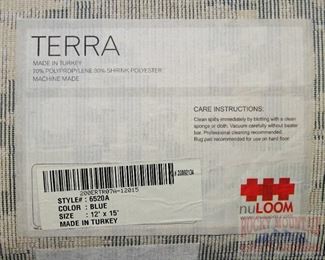 TERRA
MADE IN TURKEY
70% POLYPROPYLENE 30% SHRINK POLYESTER
MACHINE MADE
CARE INSTRUCTIONS:
Clean spills immediately by blotting with a clean
sponge or cloth. Vacuum carefully without beater
bar. Professional cleaning recommended.
Rug pad recommended for use on hard floor.
200ERTR07A-12015
STYLE#: 6520A
COLOR : BLUE
SIZE : 12' x 15'
MADE IN TURKEY
nuLOOM